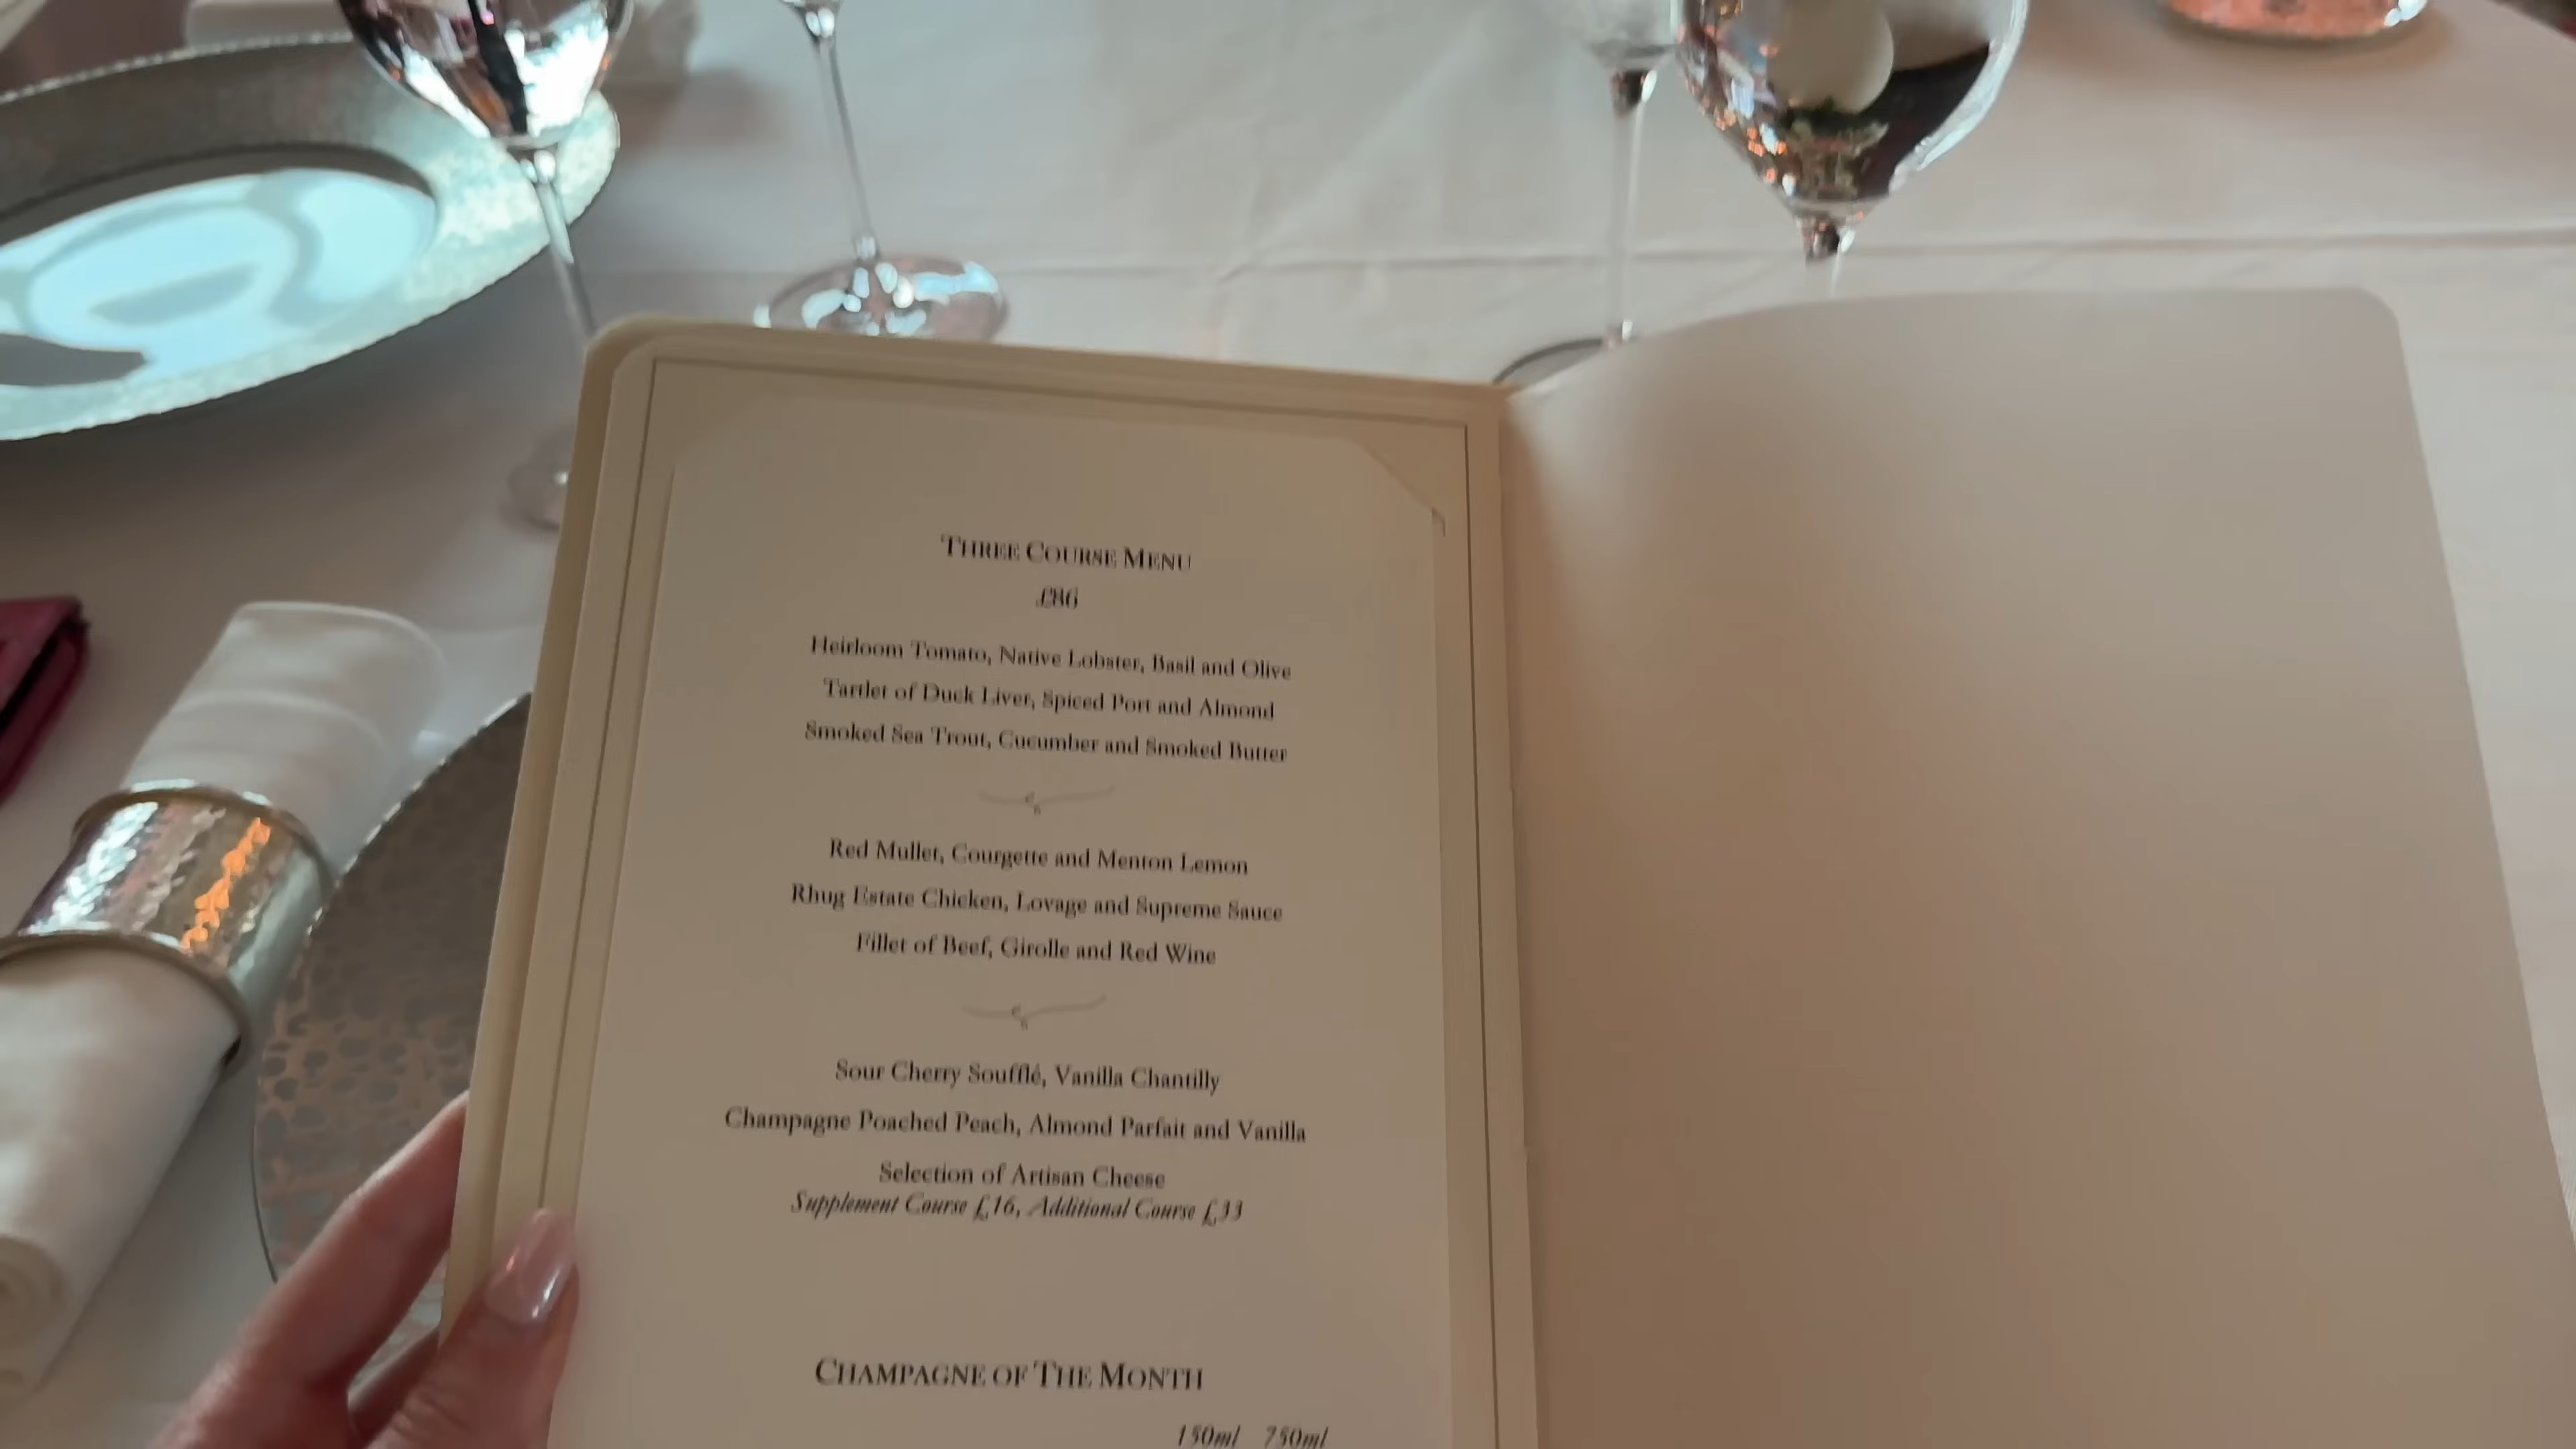 THREE COURSE MENU
£86
Heirloom Tomato, Native Lobster, Basil and Olive
Tartlet of Duck Liver, Spiced Port and Almond
Smoked Sea Trout, Cucumber and Smoked Butter
Red Mullet, Courgette and Menton Lemon
Rhug Estate Chicken, Lovage and Supreme Sauce
Fillet of Beef, Girolle and Red Wine
Sour Cherry Soufflé, Vanilla Chantilly
Champagne Poached Peach, Almond Parfait and Vanilla
Selection of Artisan Cheese
Supplement Course £16, Additional Course £33
CHAMPAGNE OF THE MONTH
150ml 750ml